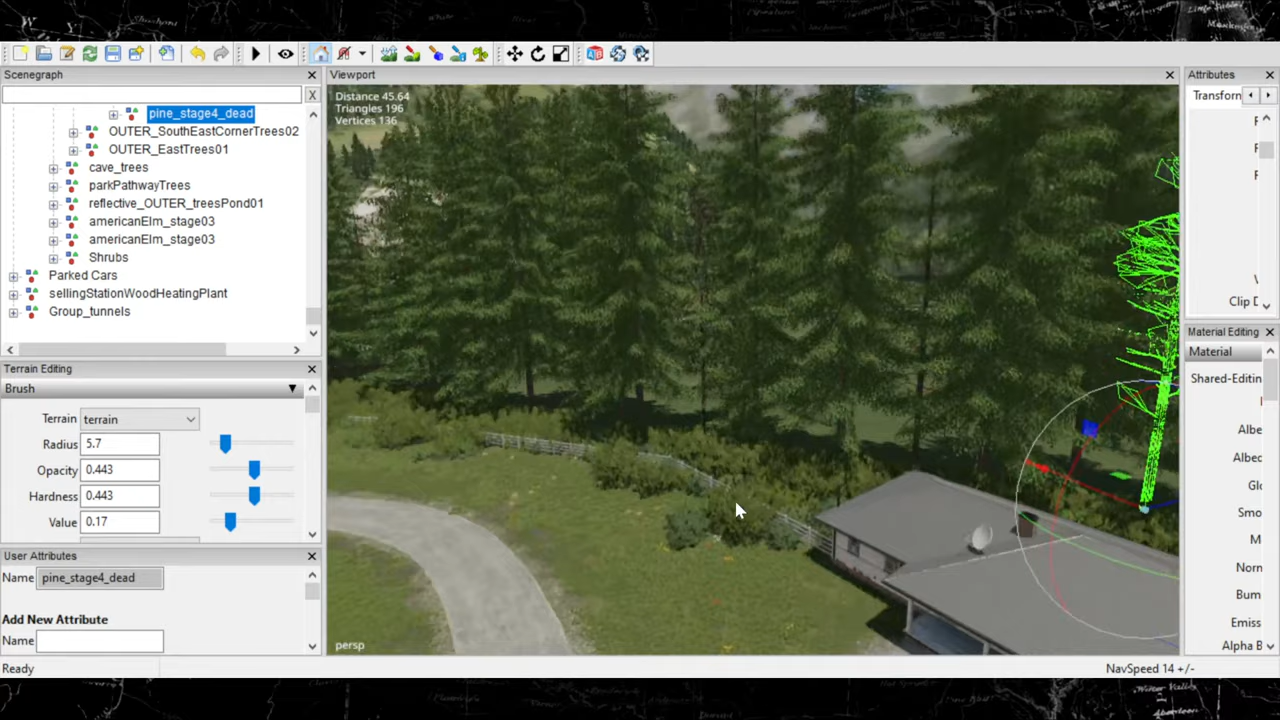 Scenegraph
Viewport
Attributes
X
Transforn
Distance 45.64
Triangles 196
Vertices 136
pine_stage4_dead
OUTER_SouthEastCornerTrees02
OUTER_EastTrees01
cave_trees
parkPathwayTrees
reflective_OUTER_treesPond01
americanElm_stage03
americanElm_stage03
Shrubs
Parked Cars
sellingStationWoodHeatingPlant
Group_tunnels
Clip D
Terrain Editing
Brush
Terrain terrain
Radius 5.7
Opacity 0.443
Hardness 0.443
Value 0.17
Material Editing
Material
Shared-Editin
Albe
Albed
Glo
Smo
M
Norn
Bum
Emiss
Alpha B
User Attributes
Name pine_stage4_dead
Add New Attribute
Name
persp
Ready
NavSpeed 14 +/-